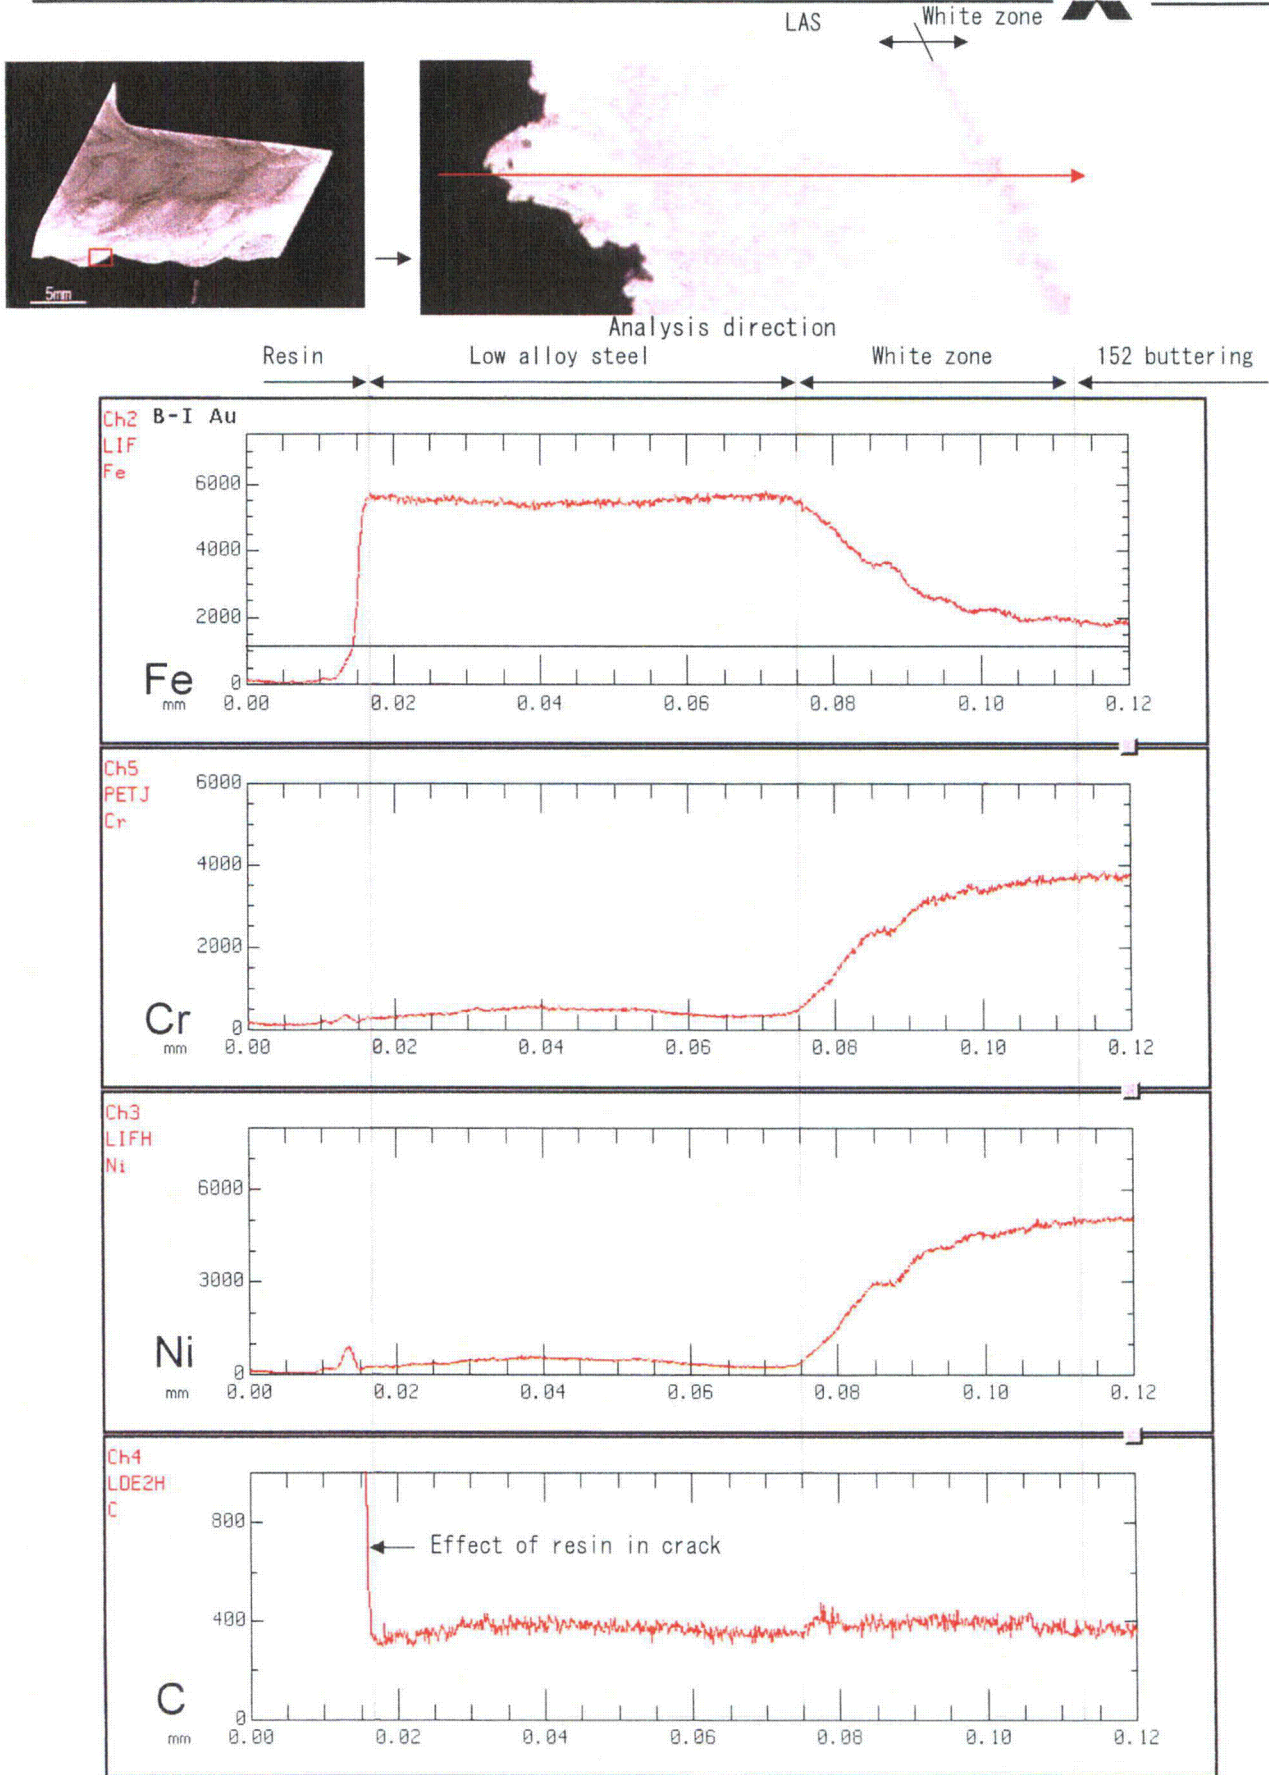 LAS White zone
5mm
Analysis direction
Resin Low alloy steel White zone 152 buttering
Ch2 B-I Au
LIF
Fe
6000
4000
2000
0
Fe
mm
0.00 0.02 0.04 0.06 0.08 0.10 0.12
Ch5
PETJ
Cr
6000
4000
2000
0
Cr
mm
0.00 0.02 0.04 0.06 0.08 0.10 0.12
Ch3
LIFH
Ni
6000
3000
0
Ni
mm
0.00 0.02 0.04 0.06 0.08 0.10 0.12
Ch4
LDE2H
C
800
Effect of resin in crack
400
0
C
mm
0.00 0.02 0.04 0.06 0.08 0.10 0.12